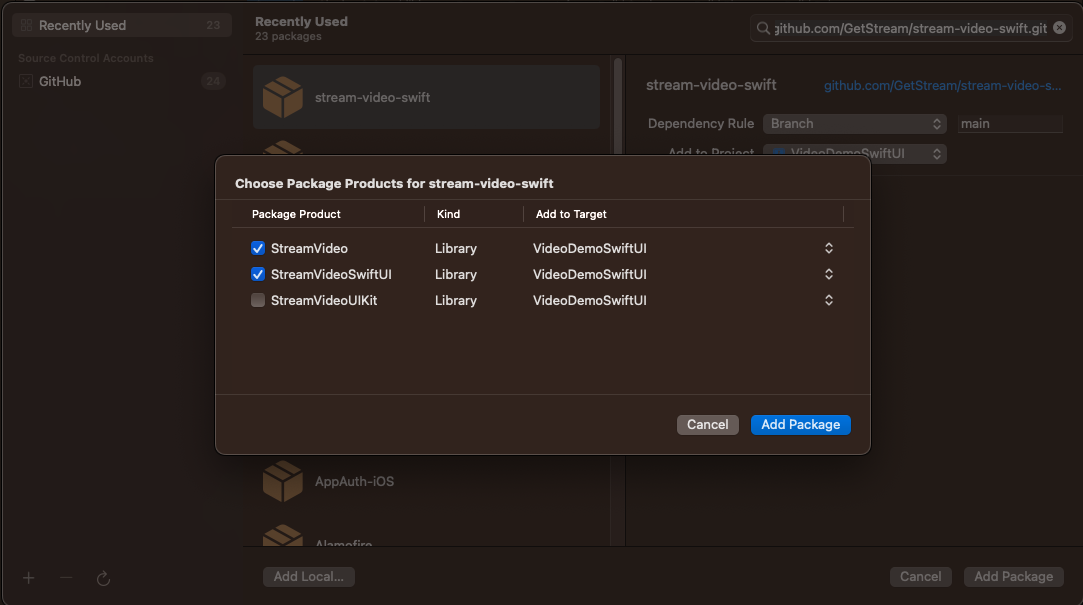 Recently Used 23
Source Control Accounts
GitHub 24
Recently Used
23 packages
github.com/GetStream/stream-video-swift.git
stream-video-swift
stream-video-swift github.com/GetStream/stream-video-s...
Dependency Rule Branch main
Add to Project VideoDemoSwiftUI
Choose Package Products for stream-video-swift
Package Product Kind Add to Target
StreamVideo Library VideoDemoSwiftUI
StreamVideoSwiftUI Library VideoDemoSwiftUI
StreamVideoUIKit Library VideoDemoSwiftUI
Cancel Add Package
AppAuth-iOS
Alamofire
Add Local... Cancel Add Package